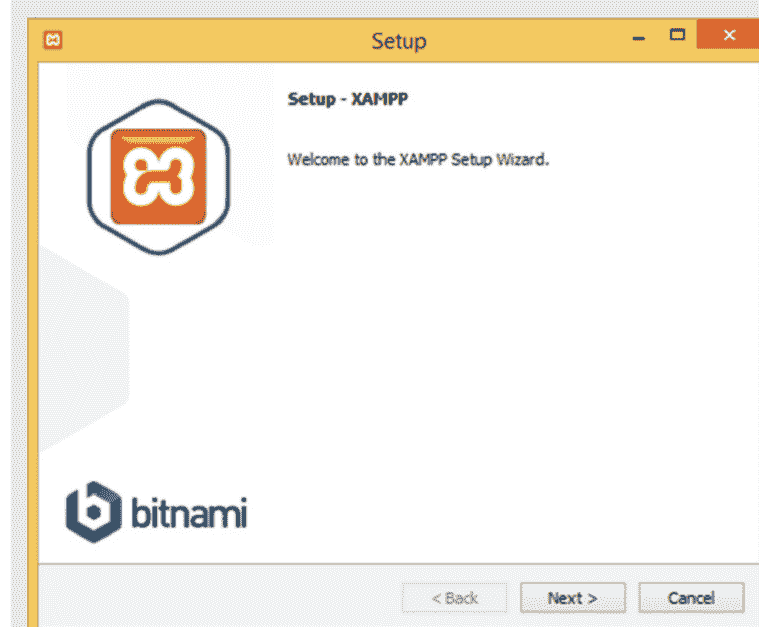 Setup
Setup - XAMPP
Welcome to the XAMPP Setup Wizard.
bitnami
< Back
Next >
Cancel